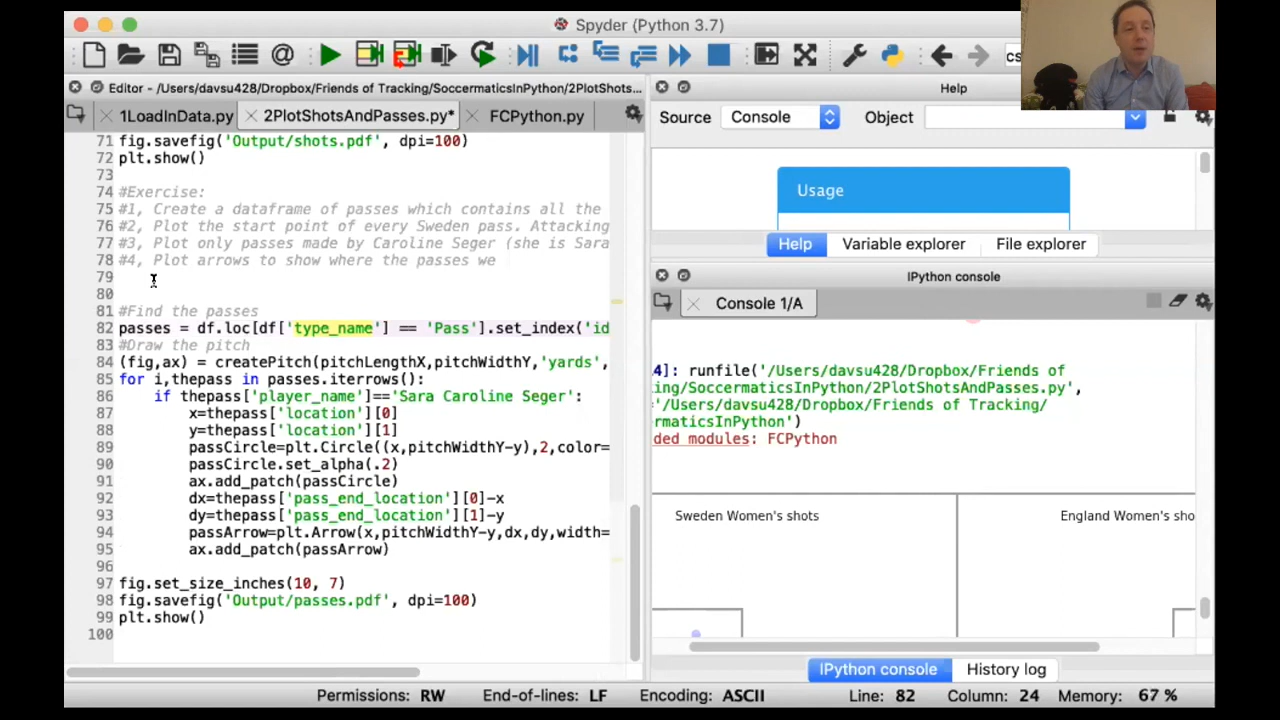 Spyder (Python 3.7)
Editor - /Users/davsu428/Dropbox/Friends of Tracking/SoccermaticsInPython/2PlotShots...
1LoadInData.py
2PlotShotsAndPasses.py*
FCPython.py
71 fig.savefig('Output/shots.pdf', dpi=100)
72 plt.show()
73
74 #Exercise:
75 #1, Create a dataframe of passes which contains all the
76 #2, Plot the start point of every Sweden pass. Attacking
77 #3, Plot only passes made by Caroline Seger (she is Sara
78 #4, Plot arrows to show where the passes we
79
80
81 #Find the passes
82 passes = df.loc[df['type_name'] == 'Pass'].set_index('id
83 #Draw the pitch
84 (fig,ax) = createPitch(pitchLengthX,pitchWidthY,'yards',
85 for i,thepass in passes.iterrows():
86 if thepass['player_name']=='Sara Caroline Seger':
87 x=thepass['location'][0]
88 y=thepass['location'][1]
89 passCircle=plt.Circle((x,pitchWidthY-y),2,color=
90 passCircle.set_alpha(.2)
91 ax.add_patch(passCircle)
92 dx=thepass['pass_end_location'][0]-x
93 dy=thepass['pass_end_location'][1]-y
94 passArrow=plt.Arrow(x,pitchWidthY-y,dx,dy,width=
95 ax.add_patch(passArrow)
96
97 fig.set_size_inches(10, 7)
98 fig.savefig('Output/passes.pdf', dpi=100)
99 plt.show()
100
cs
Help
Source Console Object
Usage
Help Variable explorer File explorer
IPython console
Console 1/A
4]: runfile('/Users/davsu428/Dropbox/Friends of
king/SoccermaticsInPython/2PlotShotsAndPasses.py',
='/Users/davsu428/Dropbox/Friends of Tracking/
ermaticsInPython')
ded modules: FCPython
Sweden Women's shots
England Women's sho
IPython console History log
Permissions: RW End-of-lines: LF Encoding: ASCII Line: 82 Column: 24 Memory: 67 %